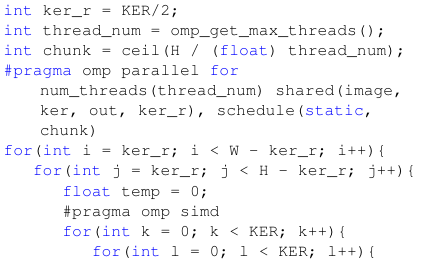 int ker_r = KER/2;
int thread_num = omp_get_max_threads();
int chunk = ceil(H / (float) thread_num);
#pragma omp parallel for
num_threads(thread_num) shared(image,
ker, out, ker_r), schedule(static,
chunk)
for(int i = ker_r; i < W - ker_r; i++){
for(int j = ker_r; j < H - ker_r; j++){
float temp = 0;
#pragma omp simd
for(int k = 0; k < KER; k++){
for(int l = 0; l < KER; l++){